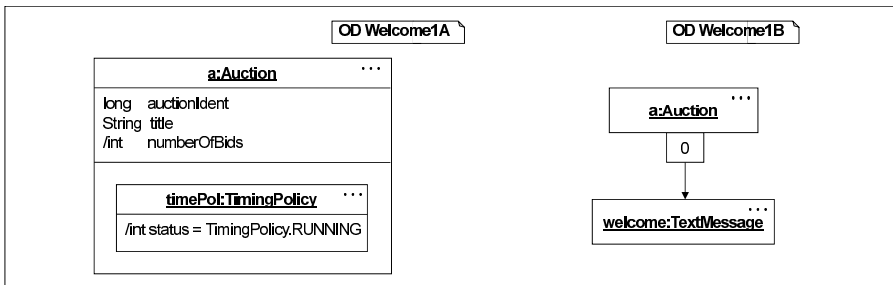 OD Welcome1A
a:Auction ...
long auctionIdent
String title
/int numberOfBids
timePol:TimingPolicy ...
/int status = TimingPolicy.RUNNING
OD Welcome1B
a:Auction ...
0
welcome:TextMessage ...